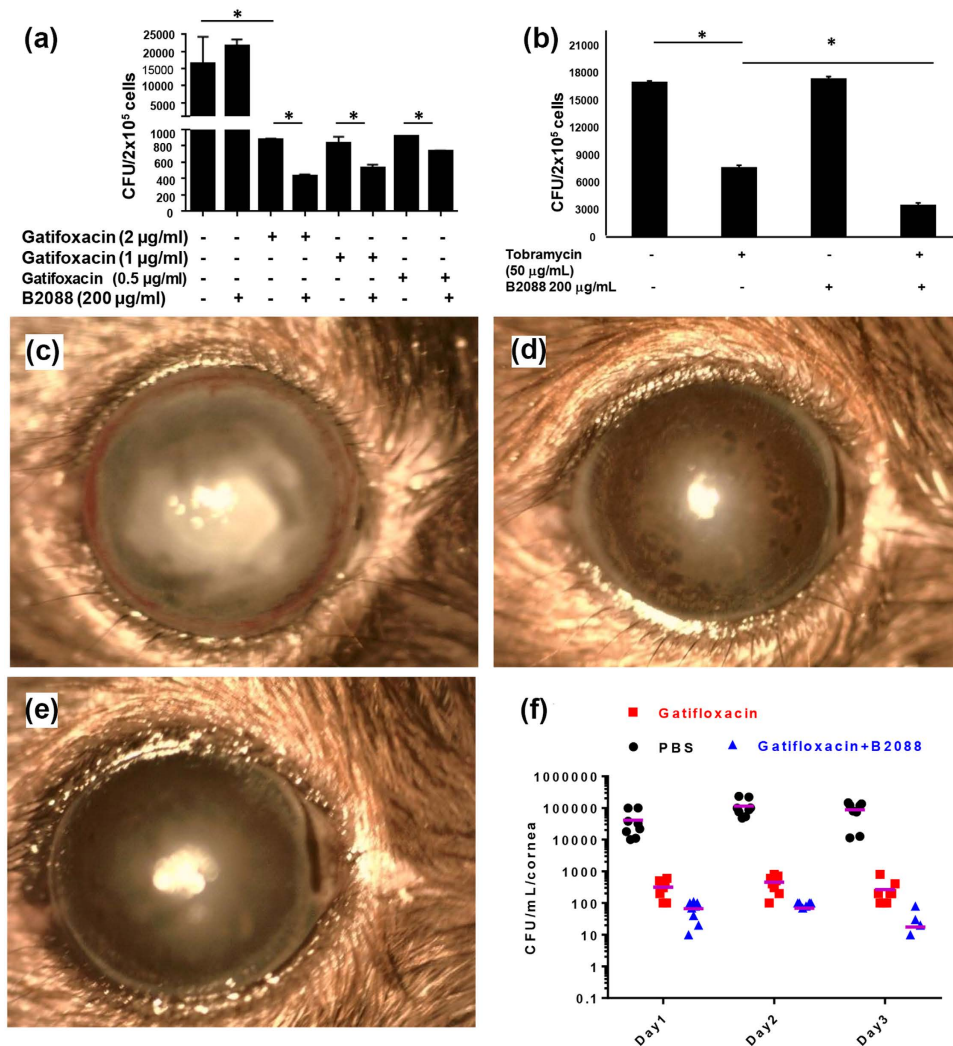 (a)
*
25000
20000
15000
10000
5000
1000
800
600
400
200
0
CFU/2x10⁵ cells
* * *
Gatifoxacin (2 µg/ml) - - + + - - - -
Gatifoxacin (1 µg/ml) - - - - + + - -
Gatifoxacin (0.5 µg/ml) - - - - - - + +
B2088 (200 µg/ml) - + - + - + - +
(b)
* *
21000
18000
15000
12000
9000
6000
3000
0
CFU/2x10⁵ cells
Tobramycin - + - +
(50 µg/mL)
B2088 200 µg/mL - - + +
(c)
(d)
(e)
(f)
Gatifloxacin
PBS Gatifloxacin+B2088
1000000
100000
10000
1000
100
10
1
0.1
CFU/mL/cornea
Day1 Day2 Day3